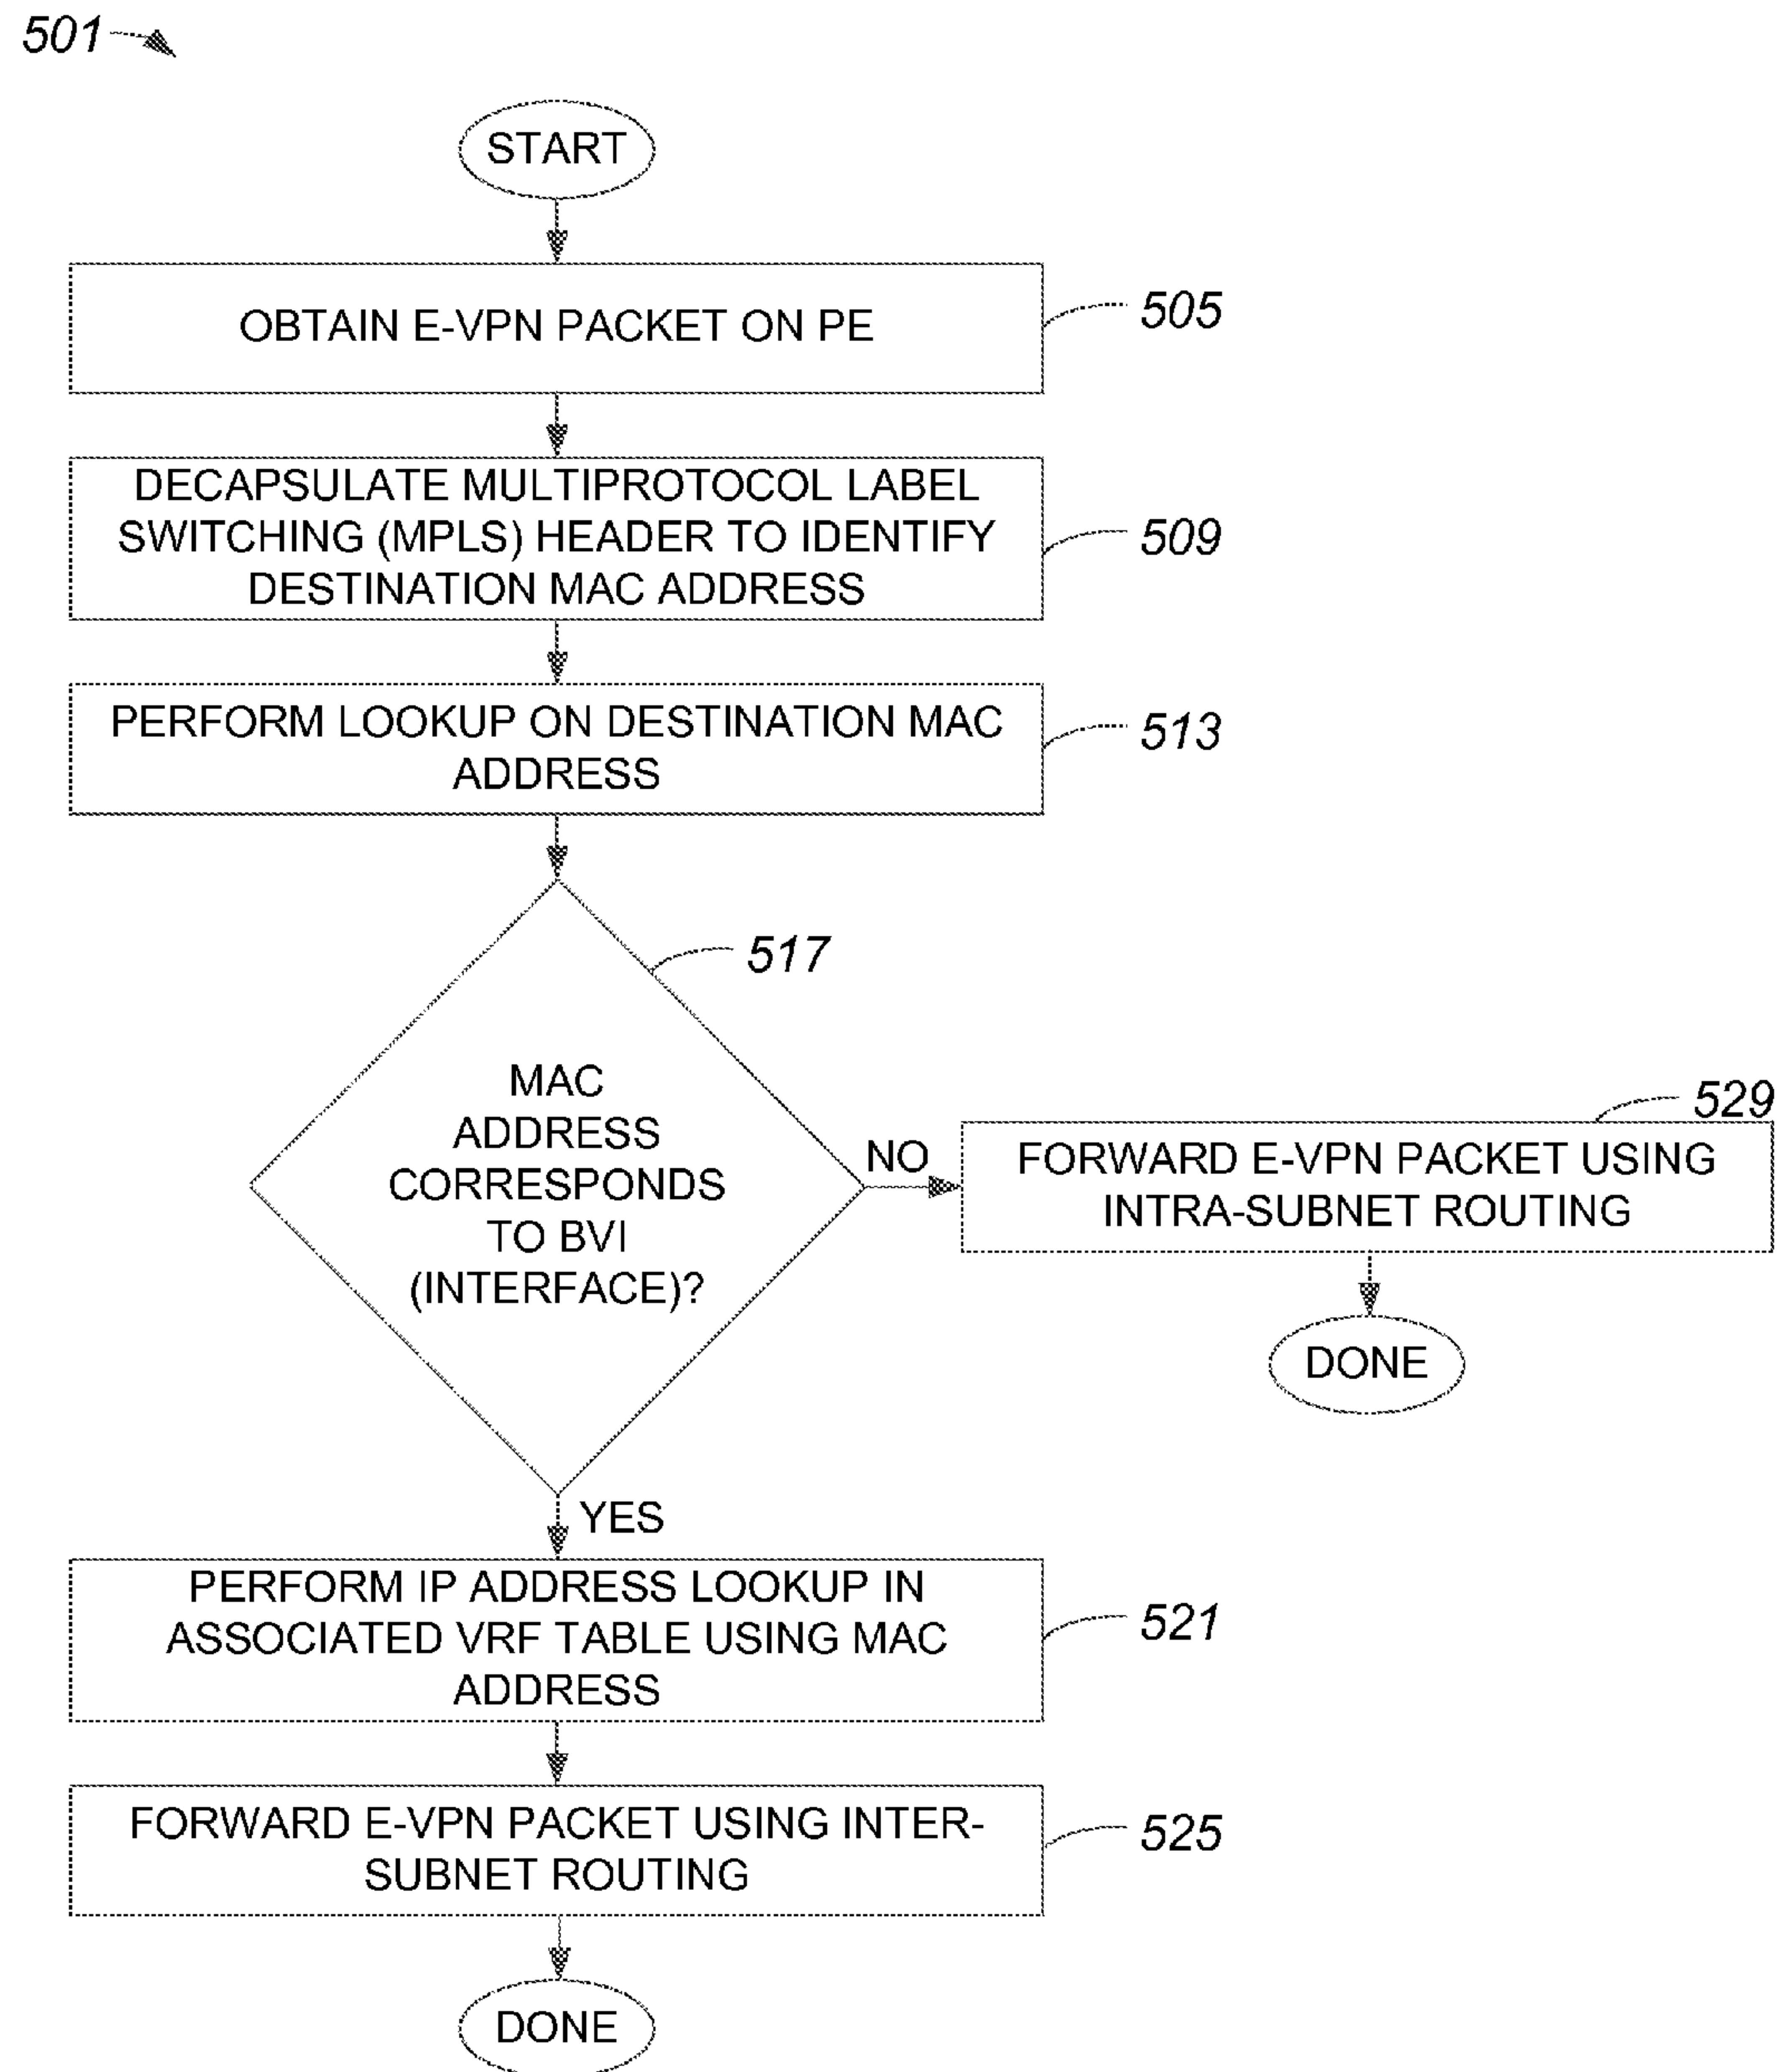 501
START
OBTAIN E-VPN PACKET ON PE
505
DECAPSULATE MULTIPROTOCOL LABEL
SWITCHING (MPLS) HEADER TO IDENTIFY
DESTINATION MAC ADDRESS
509
PERFORM LOOKUP ON DESTINATION MAC
ADDRESS
513
517
MAC
ADDRESS
CORRESPONDS
TO BVI
(INTERFACE)?
NO
529
FORWARD E-VPN PACKET USING
INTRA-SUBNET ROUTING
DONE
YES
PERFORM IP ADDRESS LOOKUP IN
ASSOCIATED VRF TABLE USING MAC
ADDRESS
521
FORWARD E-VPN PACKET USING INTER-
SUBNET ROUTING
525
DONE